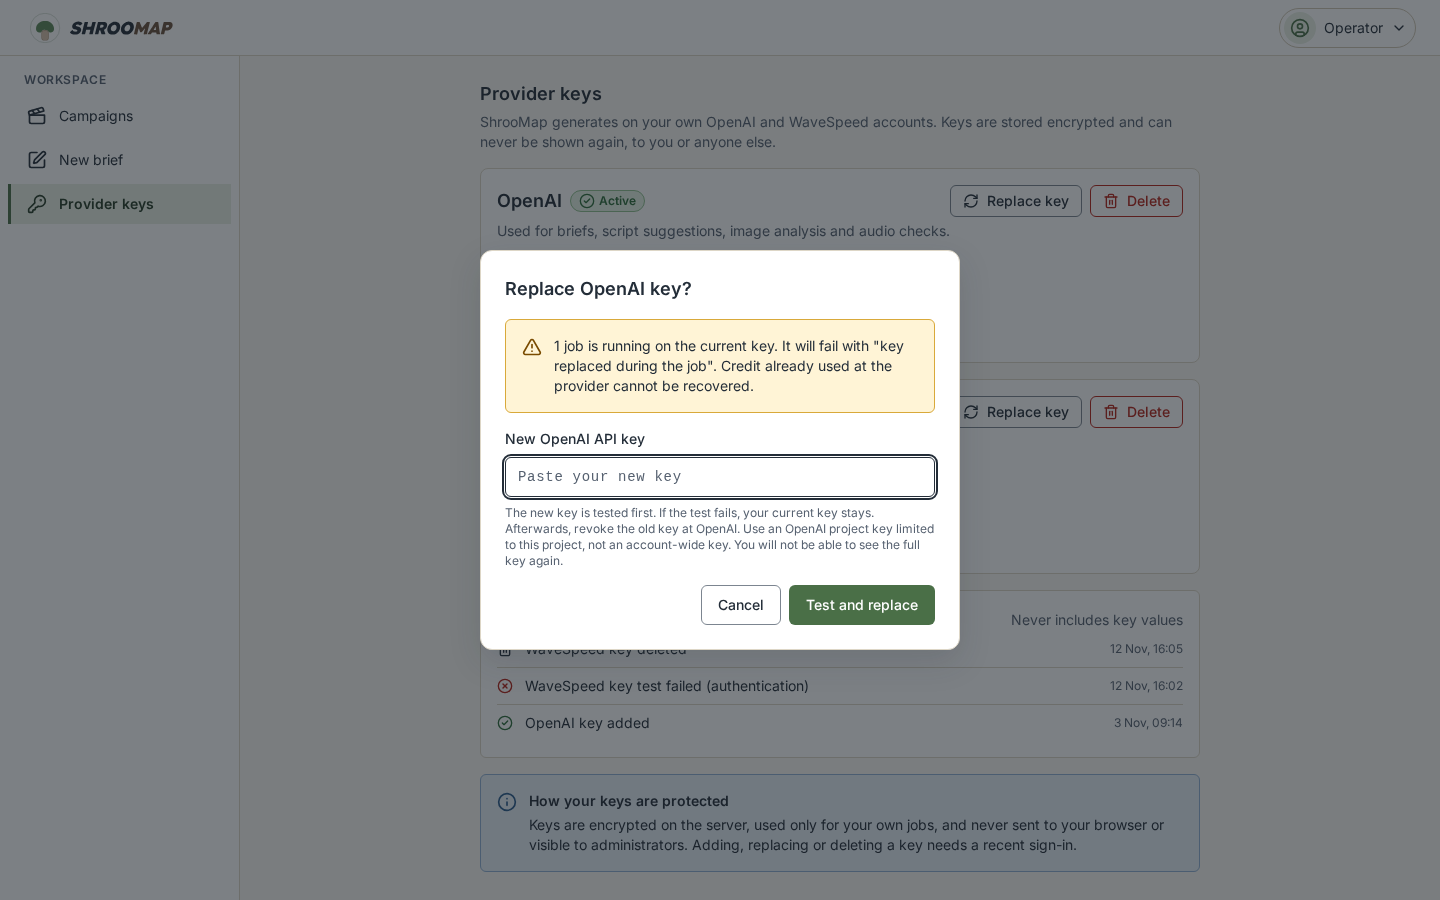 SHROOMAP
Operator
WORKSPACE
Campaigns
New brief
Provider keys
Provider keys
ShrooMap generates on your own OpenAI and WaveSpeed accounts. Keys are stored encrypted and can
never be shown again, to you or anyone else.
OpenAI
Active
Replace key
Delete
Used for briefs, script suggestions, image analysis and audio checks.
Replace OpenAI key?
1 job is running on the current key. It will fail with "key
replaced during the job". Credit already used at the
provider cannot be recovered.
New OpenAI API key
Paste your new key
The new key is tested first. If the test fails, your current key stays.
Afterwards, revoke the old key at OpenAI. Use an OpenAI project key limited
to this project, not an account-wide key. You will not be able to see the full
key again.
Cancel
Test and replace
Replace key
Delete
Never includes key values
WaveSpeed key deleted
12 Nov, 16:05
WaveSpeed key test failed (authentication)
12 Nov, 16:02
OpenAI key added
3 Nov, 09:14
How your keys are protected
Keys are encrypted on the server, used only for your own jobs, and never sent to your browser or
visible to administrators. Adding, replacing or deleting a key needs a recent sign-in.